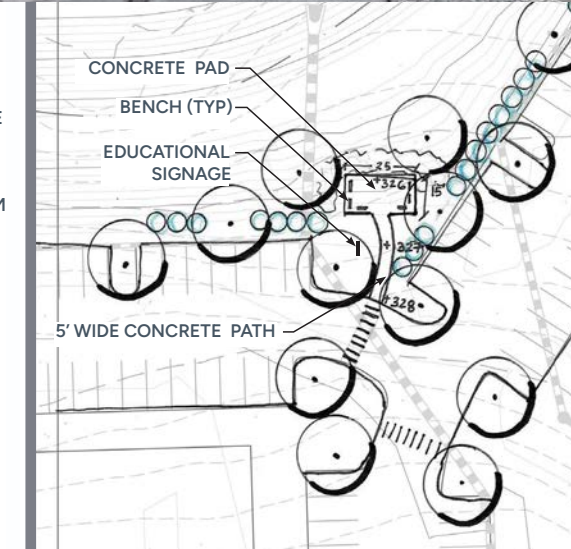 E
M
CONCRETE PAD
BENCH (TYP)
EDUCATIONAL
SIGNAGE
25
+326
15'
+327
+328
5' WIDE CONCRETE PATH